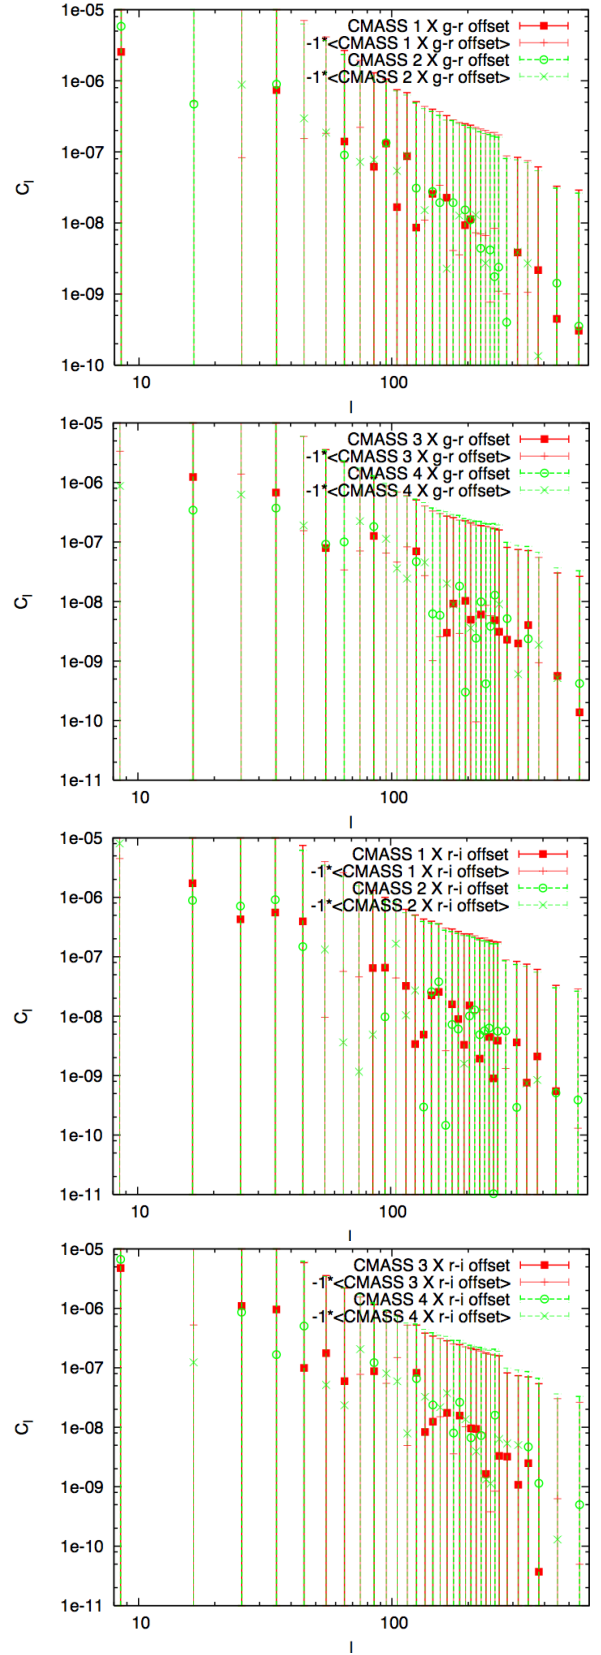 1e-05
1e-06
1e-07
1e-08
1e-09
1e-10
C_l
10
100
l
CMASS 1 X g-r offset
-1*<CMASS 1 X g-r offset>
CMASS 2 X g-r offset
-1*<CMASS 2 X g-r offset>
1e-05
1e-06
1e-07
1e-08
1e-09
1e-10
1e-11
C_l
10
100
l
CMASS 3 X g-r offset
-1*<CMASS 3 X g-r offset>
CMASS 4 X g-r offset
-1*<CMASS 4 X g-r offset>
1e-05
1e-06
1e-07
1e-08
1e-09
1e-10
1e-11
C_l
10
100
l
CMASS 1 X r-i offset
-1*<CMASS 1 X r-i offset>
CMASS 2 X r-i offset
-1*<CMASS 2 X r-i offset>
1e-05
1e-06
1e-07
1e-08
1e-09
1e-10
1e-11
C_l
10
100
l
CMASS 3 X r-i offset
-1*<CMASS 3 X r-i offset>
CMASS 4 X r-i offset
-1*<CMASS 4 X r-i offset>